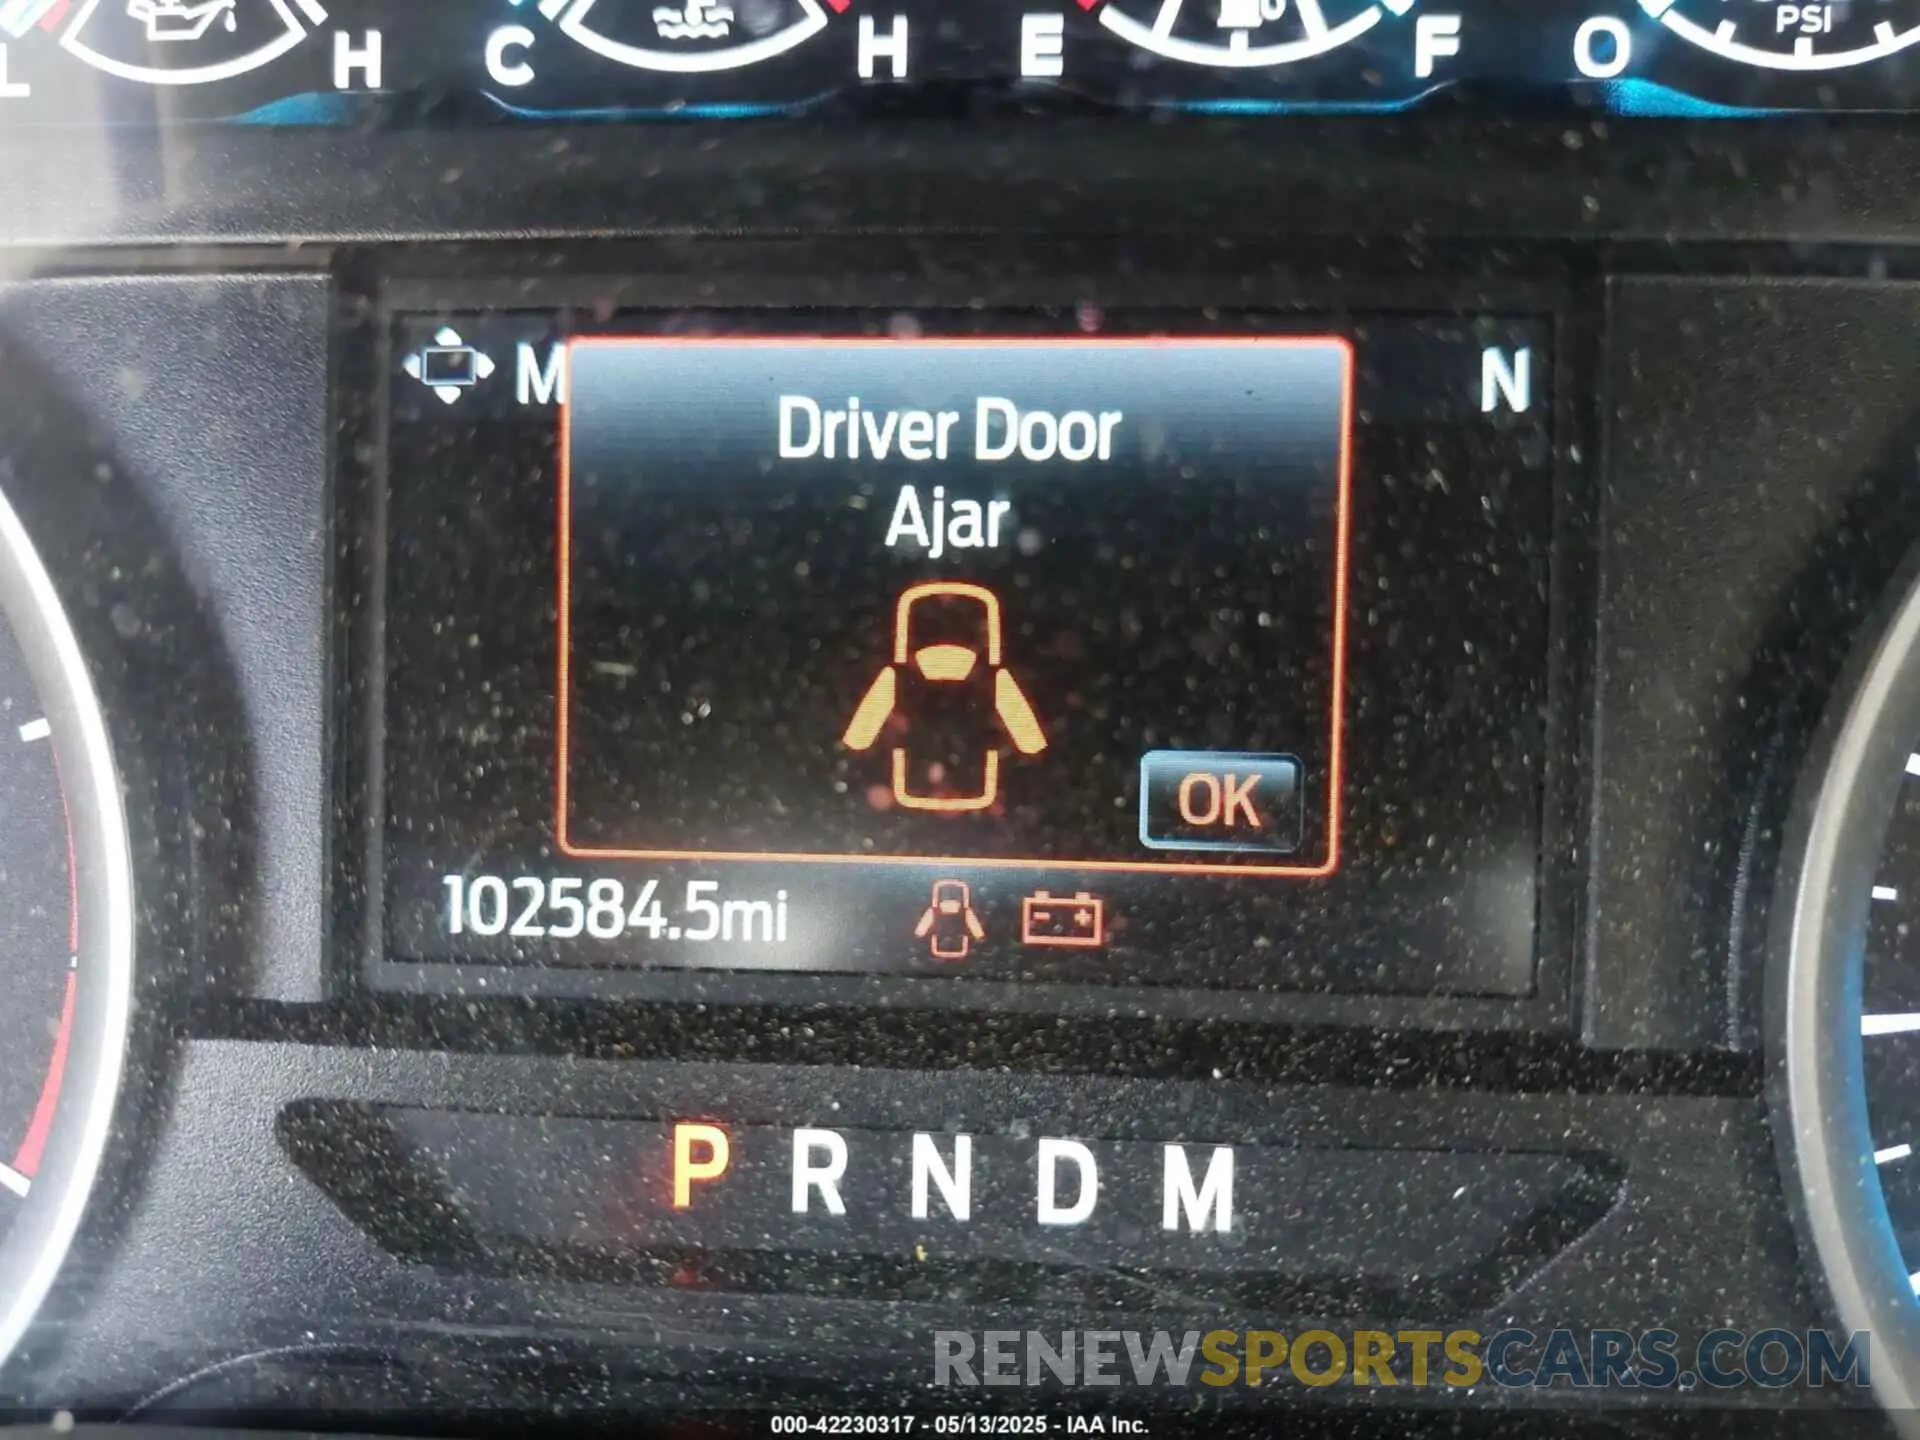 L H C H E F O PSI
M N
Driver Door
Ajar
OK
102584.5mi
- +
P R N D M
RENEWSPORTSCARS.COM
000-42230317 - 05/13/2025 - IAA Inc.